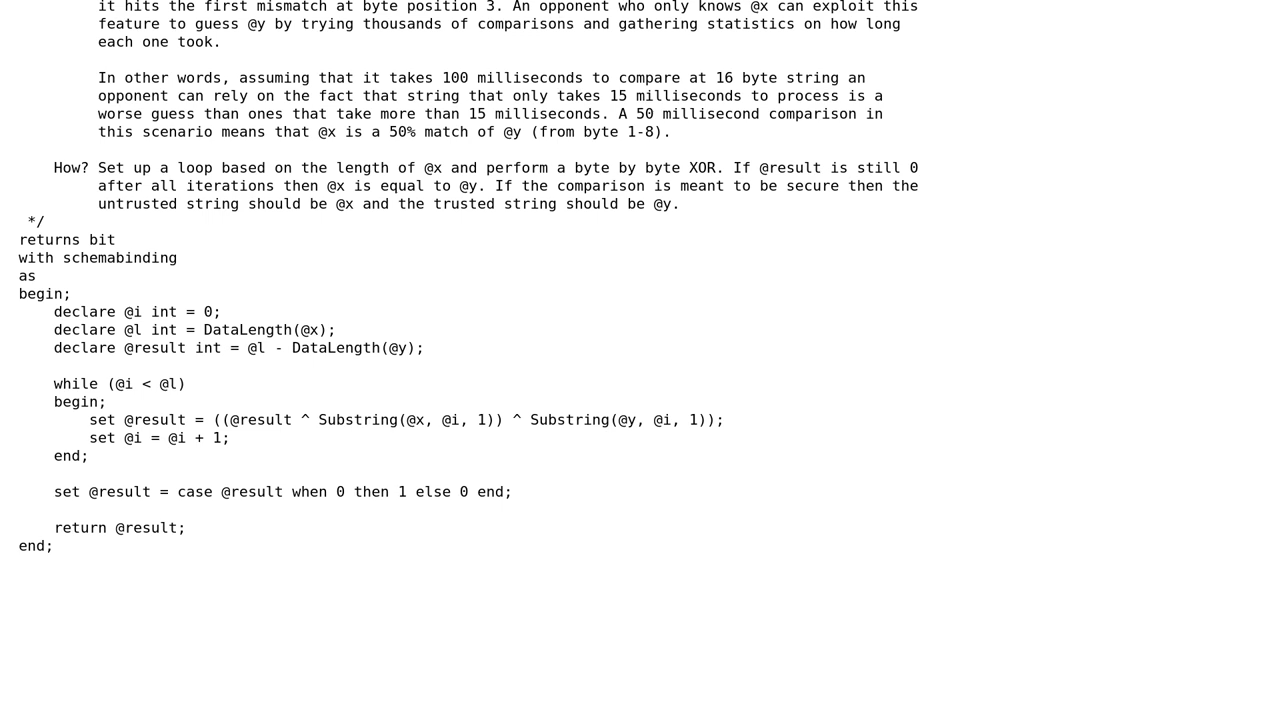 it hits the first mismatch at byte position 3. An opponent who only knows @x can exploit this
feature to guess @y by trying thousands of comparisons and gathering statistics on how long
each one took.
In other words, assuming that it takes 100 milliseconds to compare at 16 byte string an
opponent can rely on the fact that string that only takes 15 milliseconds to process is a
worse guess than ones that take more than 15 milliseconds. A 50 millisecond comparison in
this scenario means that @x is a 50% match of @y (from byte 1-8).
How? Set up a loop based on the length of @x and perform a byte by byte XOR. If @result is still 0
after all iterations then @x is equal to @y. If the comparison is meant to be secure then the
untrusted string should be @x and the trusted string should be @y.
*/
returns bit
with schemabinding
as
begin;
declare @i int = 0;
declare @l int = DataLength(@x);
declare @result int = @l - DataLength(@y);
while (@i < @l)
begin;
set @result = ((@result ^ Substring(@x, @i, 1)) ^ Substring(@y, @i, 1));
set @i = @i + 1;
end;
set @result = case @result when 0 then 1 else 0 end;
return @result;
end;